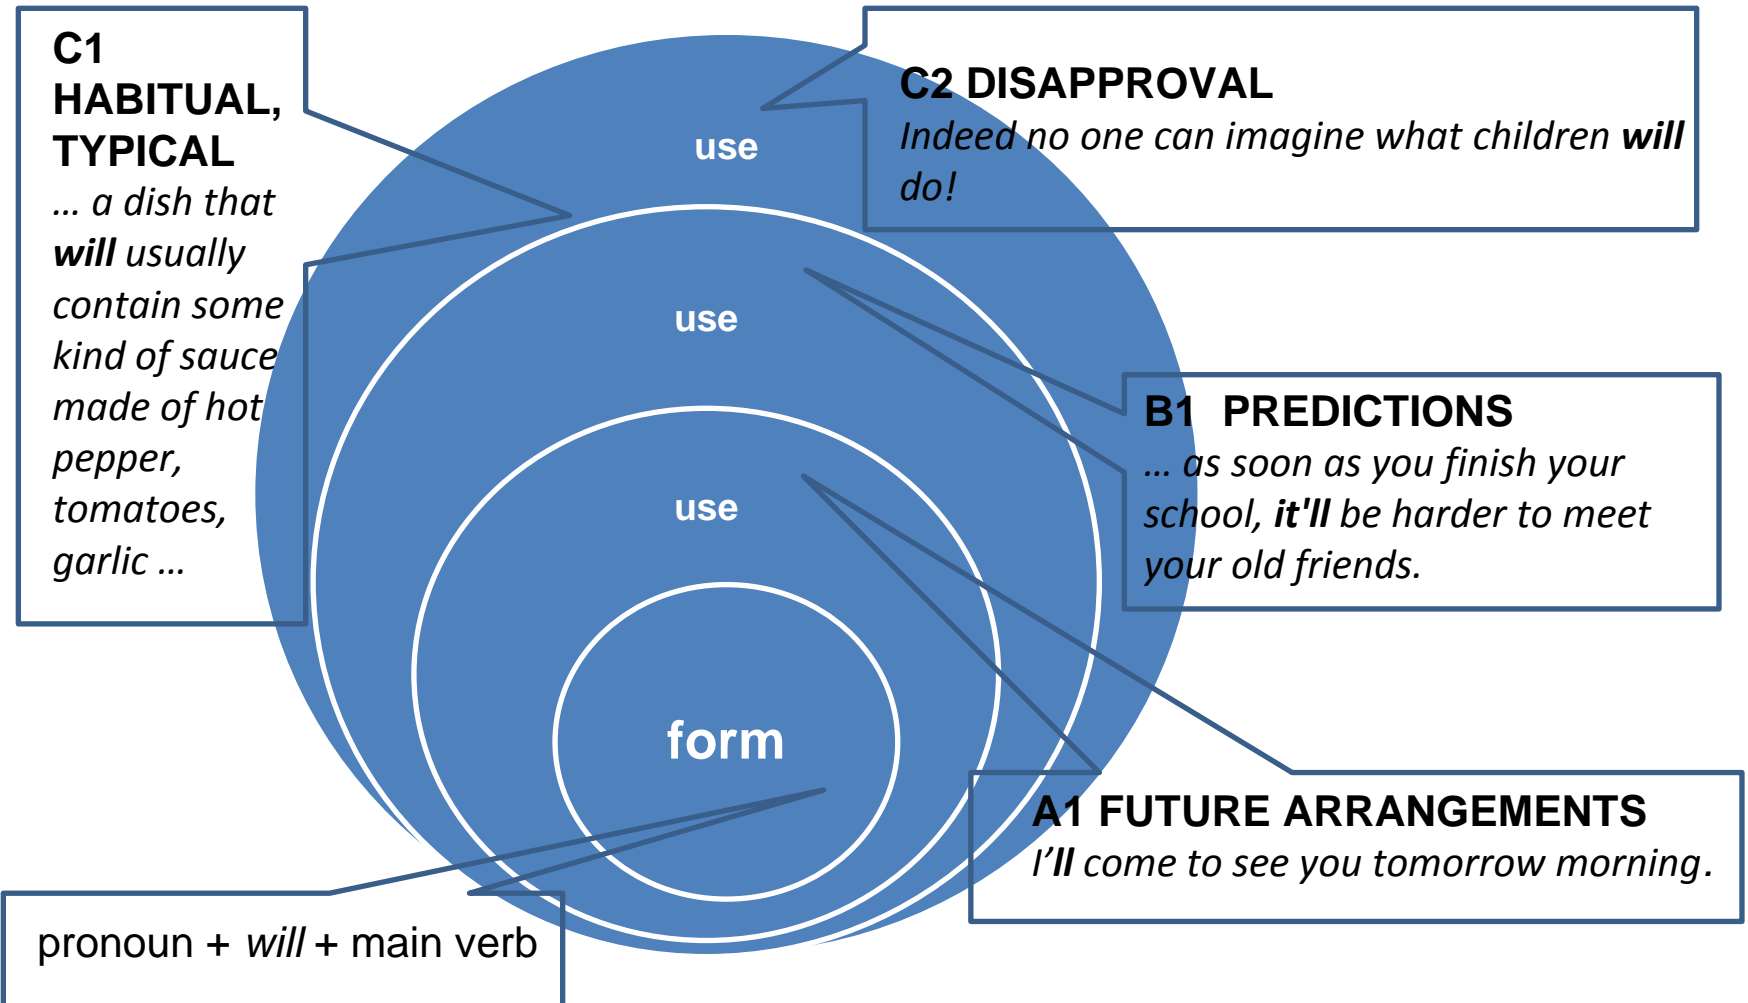 C1
HABITUAL,
TYPICAL
… a dish that
will usually
contain some
kind of sauce
made of hot
pepper,
tomatoes,
garlic …
C2 DISAPPROVAL
Indeed no one can imagine what children will
do!
use
use
B1  PREDICTIONS
… as soon as you finish your
school, it'll be harder to meet
your old friends.
use
form
A1 FUTURE ARRANGEMENTS
I’ll come to see you tomorrow morning.
pronoun + will + main verb